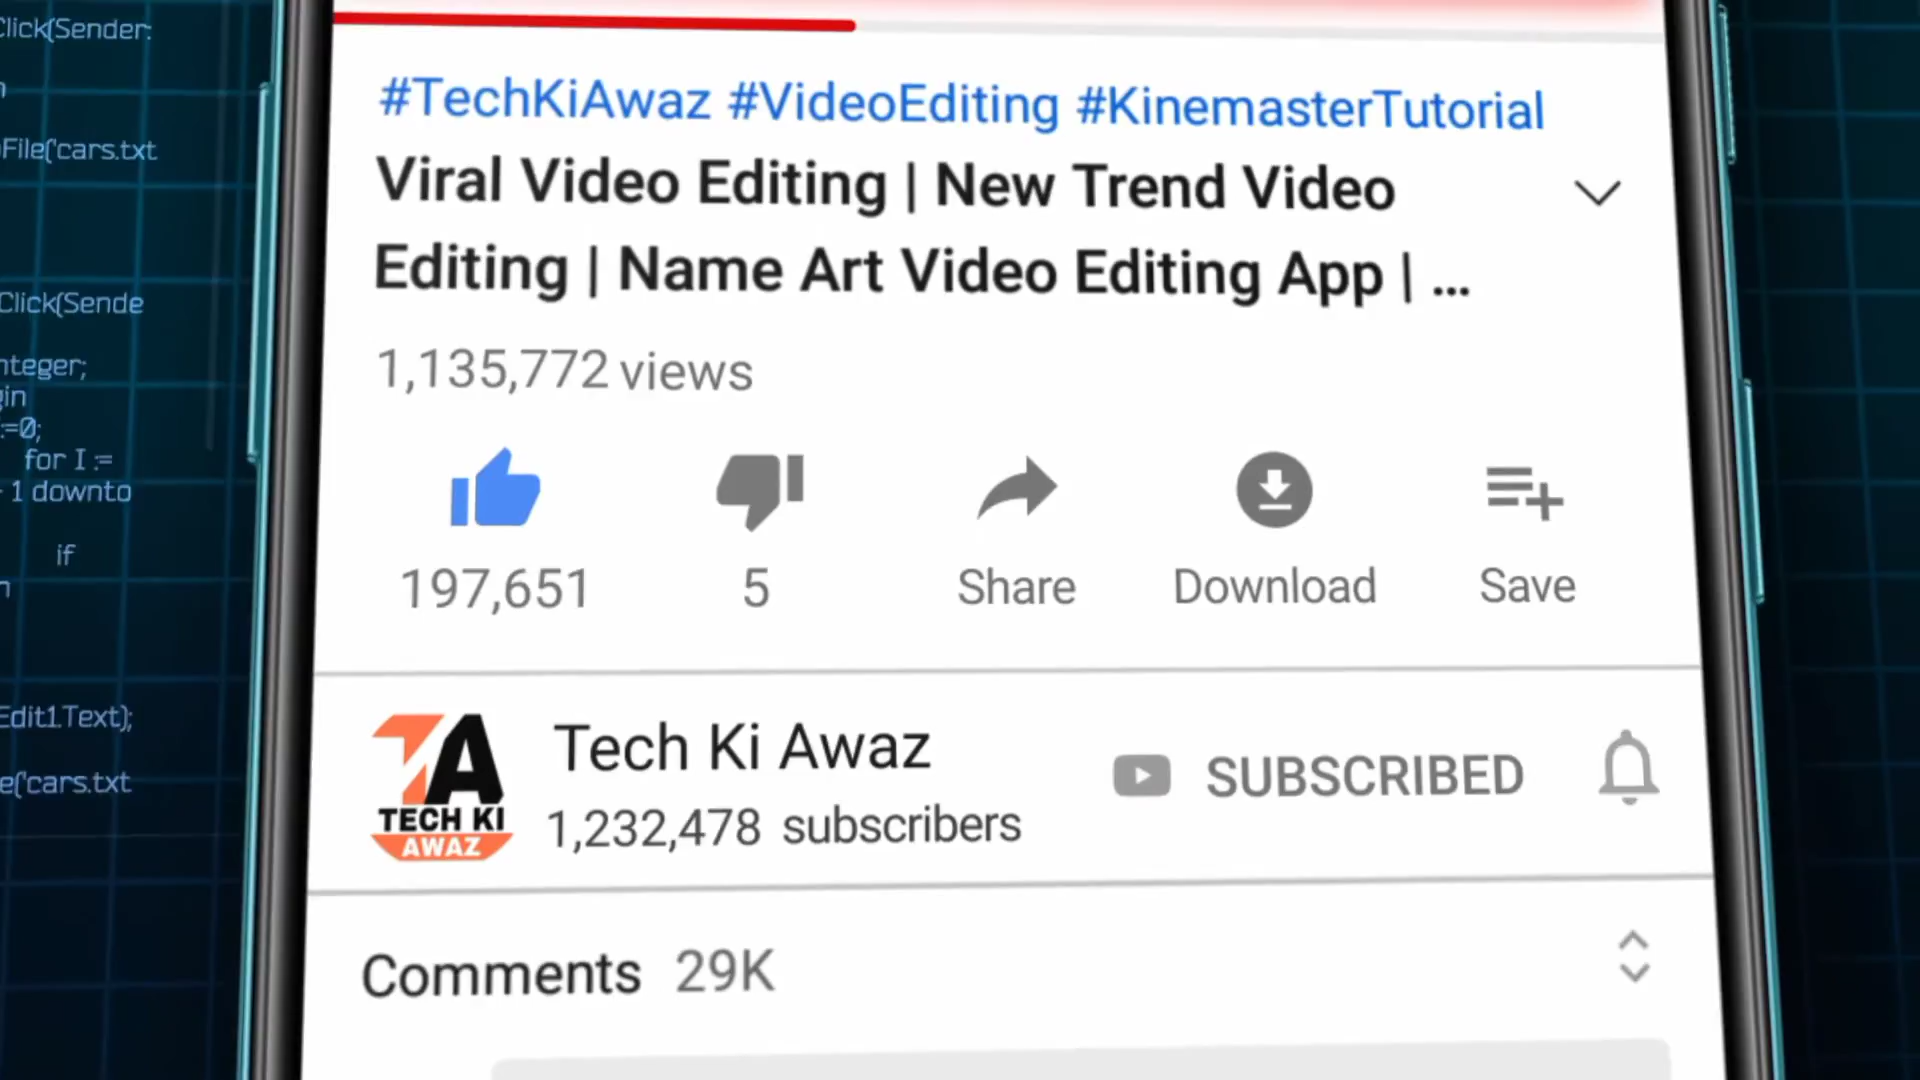 Click(Sender:
File('cars.txt
#TechKiAwaz #VideoEditing #KinemasterTutorial
Viral Video Editing | New Trend Video
Editing | Name Art Video Editing App | ...
1,135,772 views
197,651
5
Share
Download
Save
TA
TECH KI
AWAZ
Tech Ki Awaz
1,232,478 subscribers
SUBSCRIBED
Comments 29K
Click(Sende
nteger;
gin
:=0;
for I :=
- 1 downto
if
Edit1.Text);
e('cars.txt